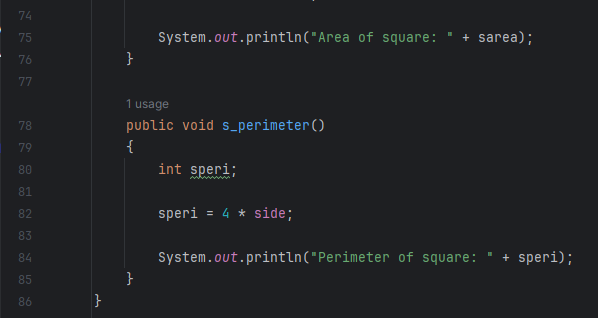 74
75 System.out.println("Area of square: " + sarea);
76 }
77
1 usage
78 public void s_perimeter()
79 {
80 int speri;
81
82 speri = 4 * side;
83
84 System.out.println("Perimeter of square: " + speri);
85 }
86 }